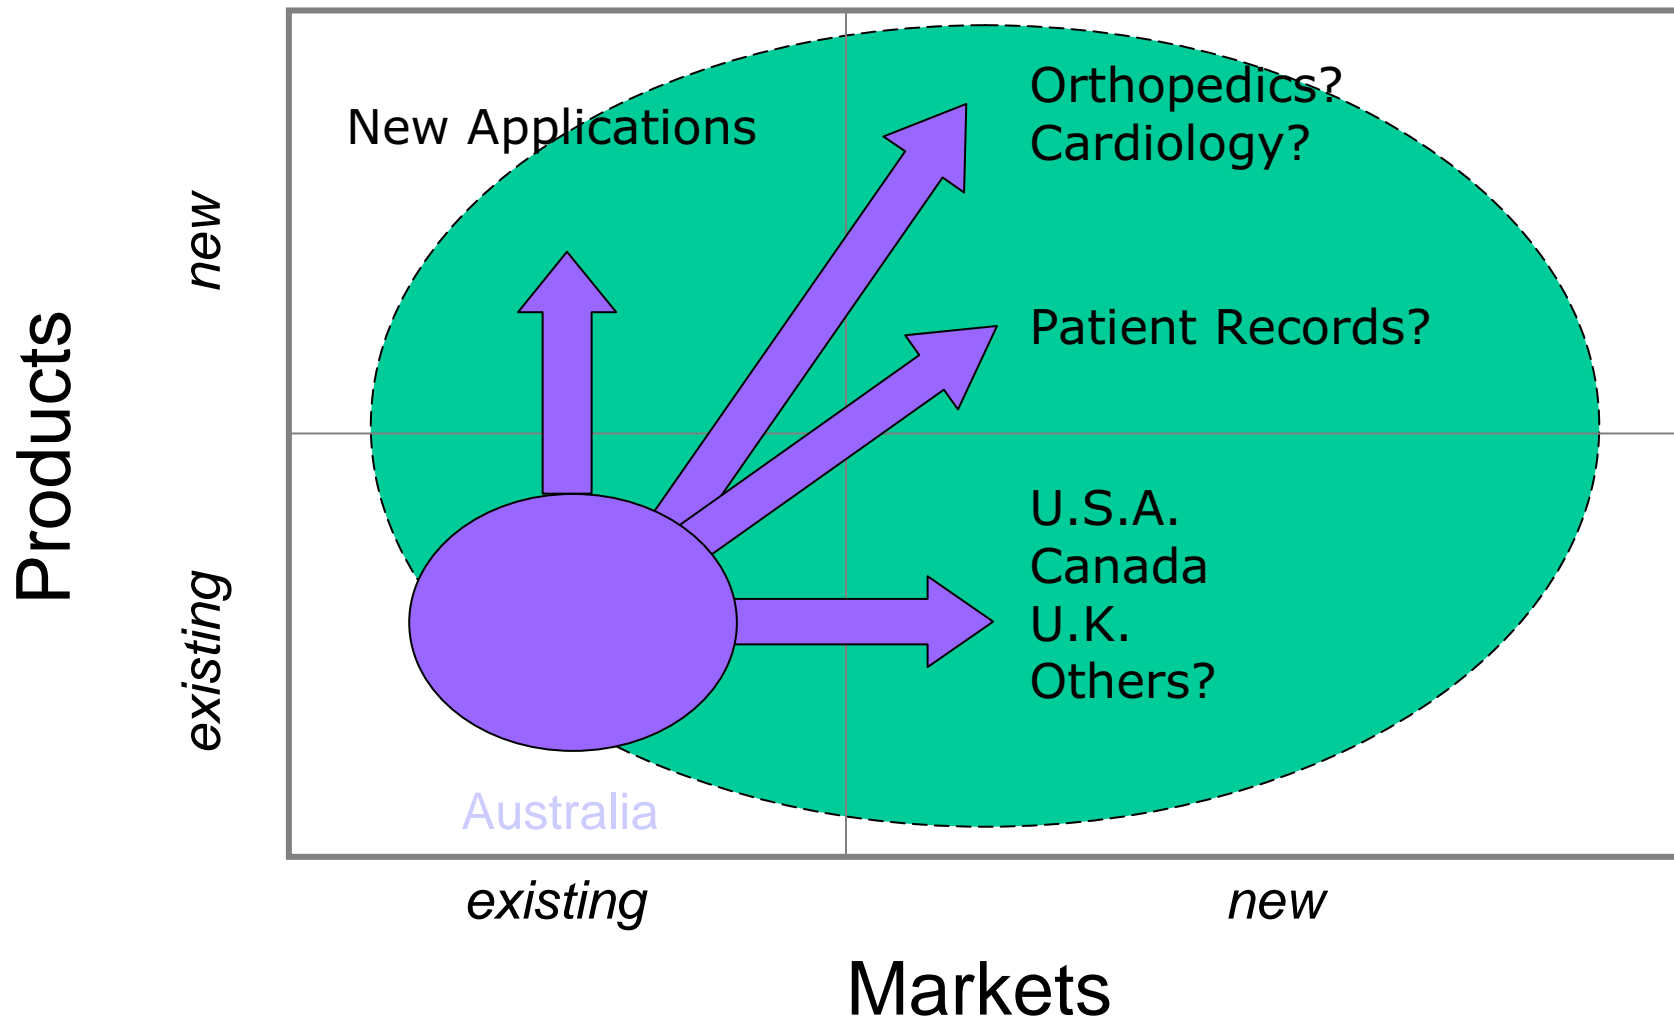 Orthopedics?
Cardiology?
New Applications
new
Patient Records?
Products
U.S.A.
Canada
U.K.
Others?
existing
Australia
existing
new
Markets